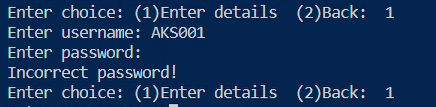 Enter choice: (1)Enter details  (2)Back:  1
Enter username: AKS001
Enter password:
Incorrect password!
Enter choice: (1)Enter details  (2)Back:  1